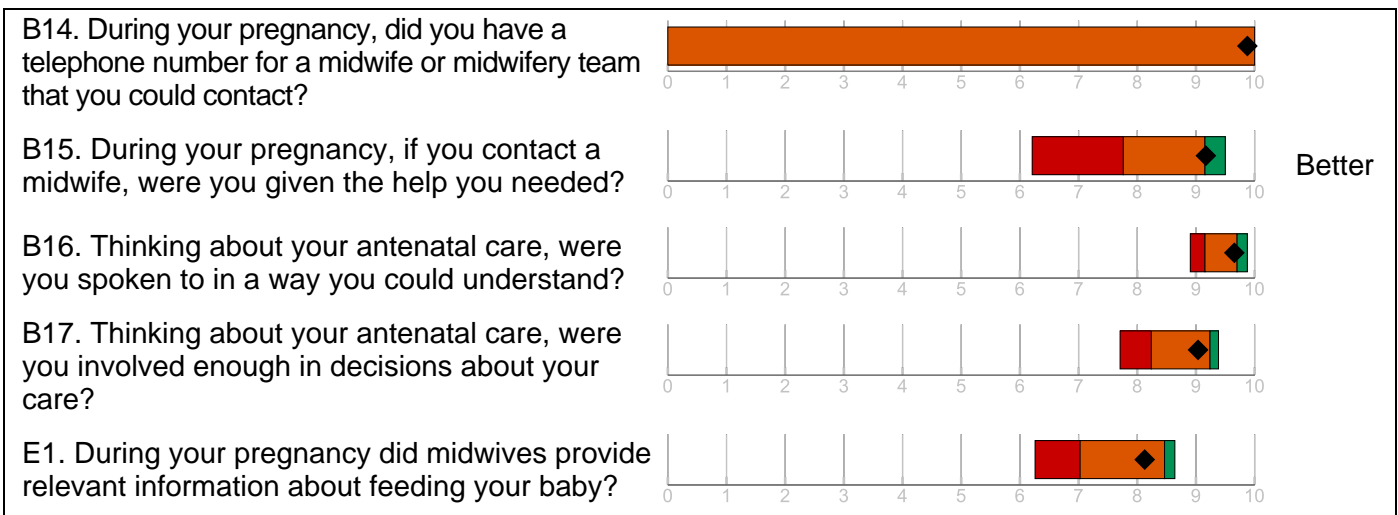 B14. During your pregnancy, did you have a
telephone number for a midwife or midwifery team
that you could contact?
0 1 2 3 4 5 6 7 8 9 10
B15. During your pregnancy, if you contact a
midwife, were you given the help you needed?
Better
0 1 2 3 4 5 6 7 8 9 10
B16. Thinking about your antenatal care, were
you spoken to in a way you could understand?
0 1 2 3 4 5 6 7 8 9 10
B17. Thinking about your antenatal care, were
you involved enough in decisions about your
care?
0 1 2 3 4 5 6 7 8 9 10
E1. During your pregnancy did midwives provide
relevant information about feeding your baby?
0 1 2 3 4 5 6 7 8 9 10